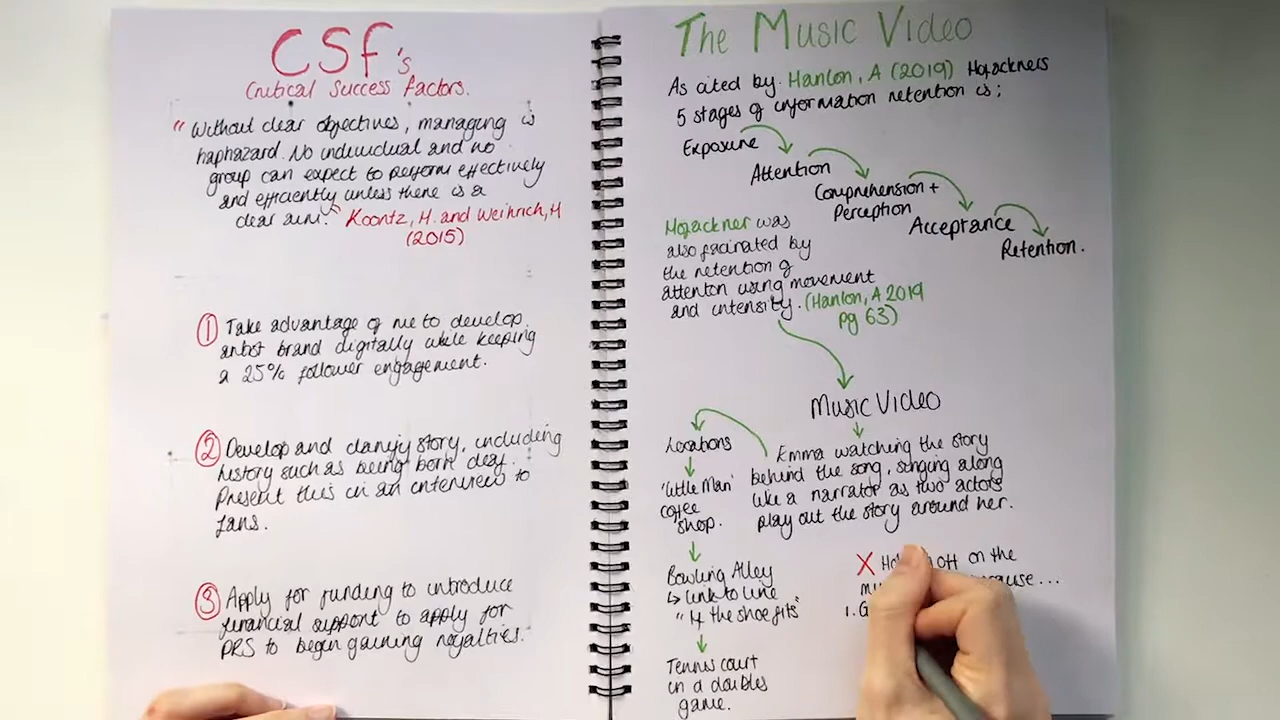 CSF's
Critical Success Factors.
"Without clear objectives, managing is
haphazard. No individual and no
group can expect to perform effectively
and efficiently unless there is a
clear aim." Koontz, H. and Weihrich, H
(2015)
① Take advantage of me to develop
artist brand digitally while keeping
a 25% follower engagement.
② Develop and clarify story, including
history such as being born deaf.
Present this in an interview to
fans.
③ Apply for funding to introduce
financial support to apply for
PRS to begin gaining royalties.
The Music Video
As cited by Hanlon, A (2019) Hofackners
5 stages of information retention is;
Exposure
Attention
Comprehension +
Perception
Acceptance
Retention.
Hofackner was
also facinated by
the retention of
attenton using movement
and intensity. (Hanlon, A 2019
pg 63)
Music Video
Locations
'Little Man'
coffee
shop.
Bowling Alley
↳ link to line
"If the shoe fits"
Tennis court
in a doubles
game.
Emma watching the story
behind the song, singing along
like a narrator as two actors
play out the story around her.
X off on the
1.